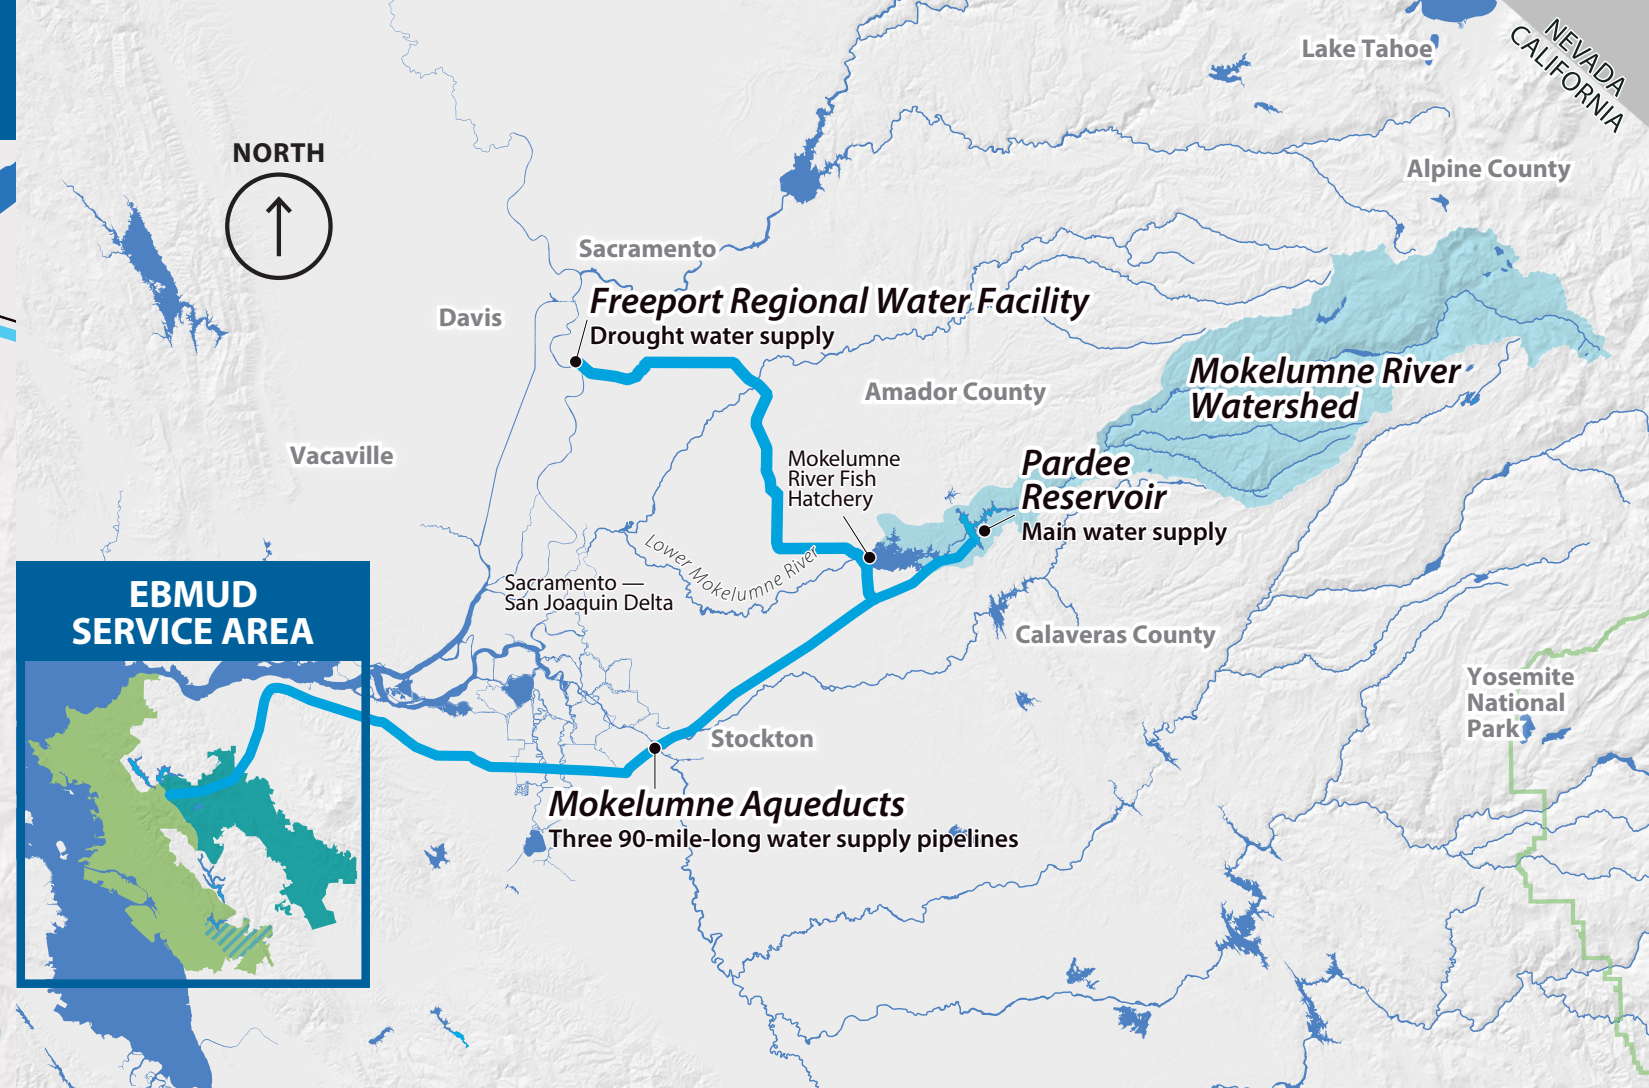 NEVADA
CALIFORNIA
Lake Tahoe
NORTH
Alpine County
Sacramento
Freeport Regional Water Facility
Drought water supply
Davis
Mokelumne River
Watershed
Amador County
Vacaville
Mokelumne
River Fish
Hatchery
Pardee
Reservoir
Main water supply
Lower Mokelumne River
Sacramento —
San Joaquin Delta
EBMUD
SERVICE AREA
Calaveras County
Yosemite
National
Park
Stockton
Mokelumne Aqueducts
Three 90-mile-long water supply pipelines